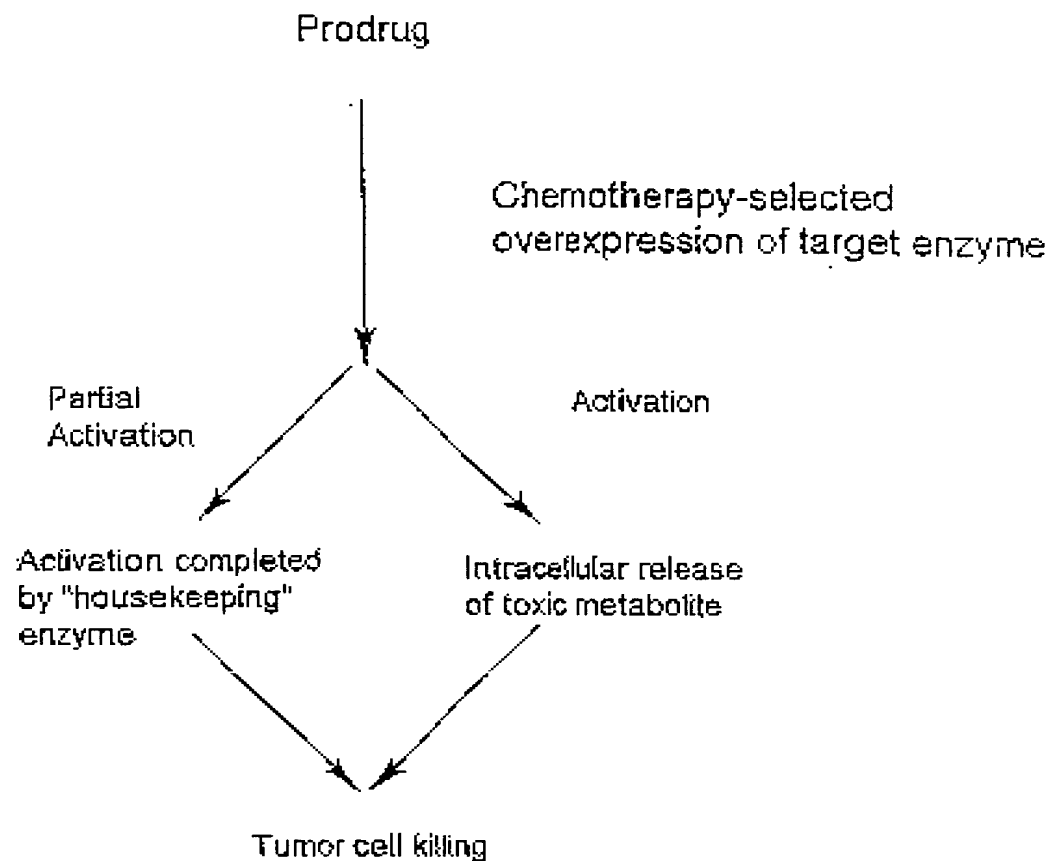 Prodrug
Chemotherapy-selected
overexpression of target enzyme
Partial
Activation
Activation
Activation completed
by "housekeeping"
enzyme
Intracellular release
of toxic metabolite
Tumor cell killing